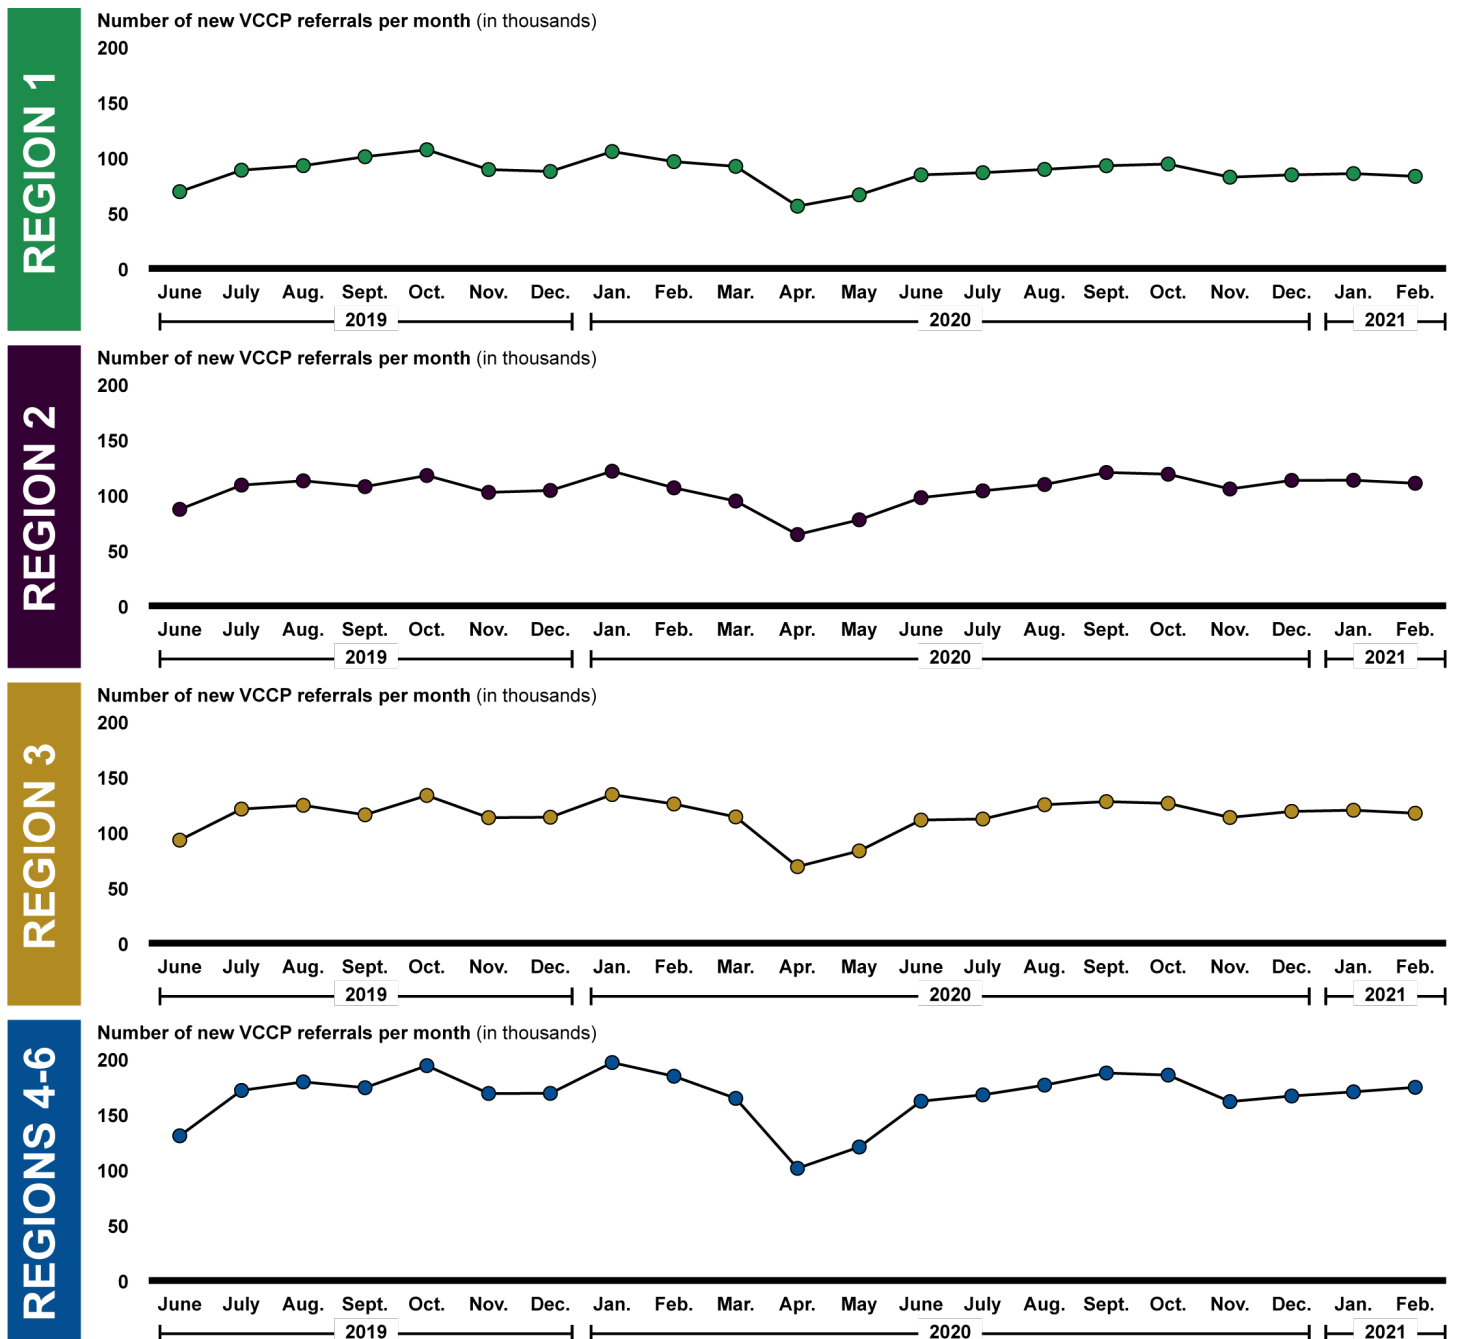 REGION 1
Number of new VCCP referrals per month (in thousands)
200
150
100
50
0
June July Aug. Sept. Oct. Nov. Dec. Jan. Feb. Mar. Apr. May June July Aug. Sept. Oct. Nov. Dec. Jan. Feb.
2019 2020 2021
REGION 2
Number of new VCCP referrals per month (in thousands)
200
150
100
50
0
June July Aug. Sept. Oct. Nov. Dec. Jan. Feb. Mar. Apr. May June July Aug. Sept. Oct. Nov. Dec. Jan. Feb.
2019 2020 2021
REGION 3
Number of new VCCP referrals per month (in thousands)
200
150
100
50
0
June July Aug. Sept. Oct. Nov. Dec. Jan. Feb. Mar. Apr. May June July Aug. Sept. Oct. Nov. Dec. Jan. Feb.
2019 2020 2021
REGIONS 4-6
Number of new VCCP referrals per month (in thousands)
200
150
100
50
0
June July Aug. Sept. Oct. Nov. Dec. Jan. Feb. Mar. Apr. May June July Aug. Sept. Oct. Nov. Dec. Jan. Feb.
2019 2020 2021